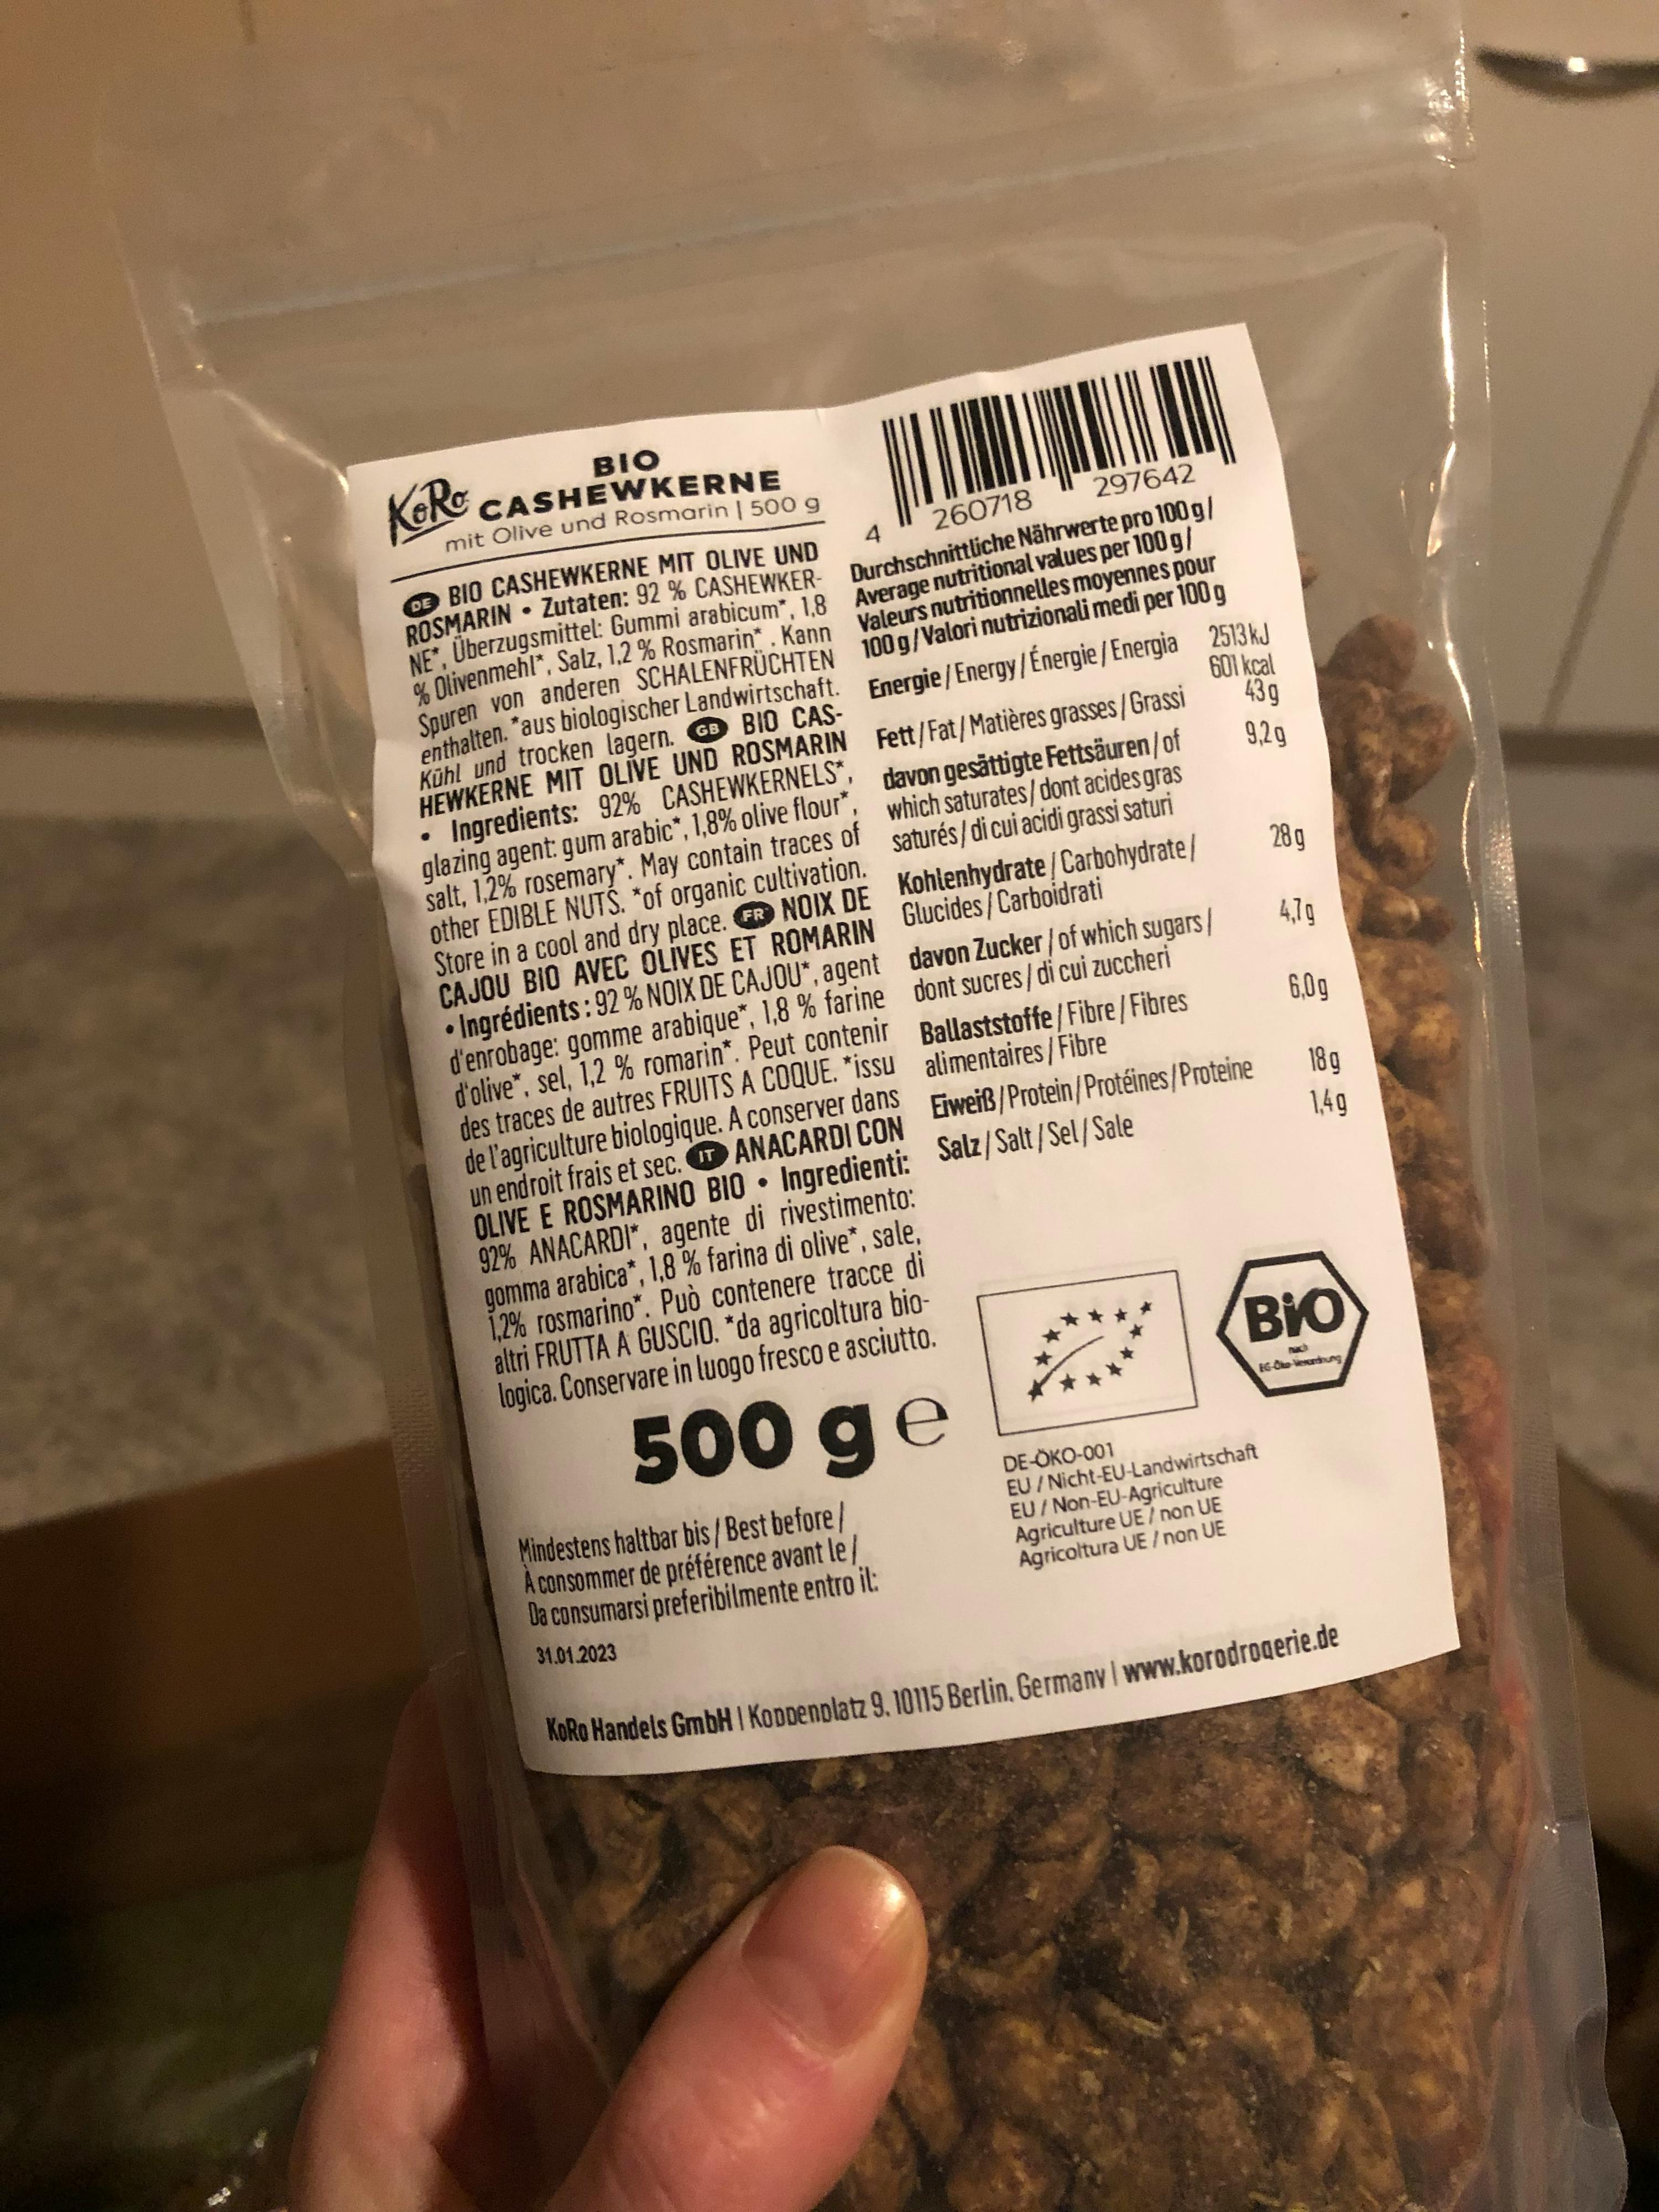 KoRo
BIO
CASHEWKERNE
mit Olive und Rosmarin | 500 g
DE BIO CASHEWKERNE MIT OLIVE UND
ROSMARIN • Zutaten: 92 % CASHEWKER-
NE*, Überzugsmittel: Gummi arabicum*, 1,8
% Olivenmehl*, Salz, 1,2 % Rosmarin* . Kann
Spuren von anderen SCHALENFRÜCHTEN
enthalten. *aus biologischer Landwirtschaft.
Kühl und trocken lagern. GB BIO CAS-
HEWKERNE MIT OLIVE UND ROSMARIN
• Ingredients: 92% CASHEWKERNELS*,
glazing agent: gum arabic*, 1,8% olive flour*,
salt, 1,2% rosemary*. May contain traces of
other EDIBLE NUTS. *of organic cultivation.
Store in a cool and dry place. FR NOIX DE
CAJOU BIO AVEC OLIVES ET ROMARIN
• Ingrédients : 92 % NOIX DE CAJOU*, agent
d'enrobage: gomme arabique*, 1,8 % farine
d'olive*, sel, 1,2 % romarin*. Peut contenir
des traces de autres FRUITS A COQUE. *issu
de l'agriculture biologique. A conserver dans
un endroit frais et sec. IT ANACARDI CON
OLIVE E ROSMARINO BIO • Ingredienti:
92% ANACARDI*, agente di rivestimento:
gomma arabica*, 1,8 % farina di olive*, sale,
1,2% rosmarino*. Può contenere tracce di
altri FRUTTA A GUSCIO. *da agricoltura bio-
logica. Conservare in luogo fresco e asciutto.
500 g e
Mindestens haltbar bis / Best before /
À consommer de préférence avant le /
Da consumarsi preferibilmente entro il:
31.01.2023
4 260718 297642
Durchschnittliche Nährwerte pro 100 g /
Average nutritional values per 100 g /
Valeurs nutritionnelles moyennes pour
100 g / Valori nutrizionali medi per 100 g
Energie / Energy / Énergie / Energia 2513 kJ
601 kcal
Fett / Fat / Matières grasses / Grassi 43 g
davon gesättigte Fettsäuren / of 9,2 g
which saturates / dont acides gras
saturés / di cui acidi grassi saturi
Kohlenhydrate / Carbohydrate / 28 g
Glucides / Carboidrati
davon Zucker / of which sugars / 4,7 g
dont sucres / di cui zuccheri
Ballaststoffe / Fibre / Fibres 6,0 g
alimentaires / Fibre
Eiweiß / Protein / Protéines / Proteine 18 g
Salz / Salt / Sel / Sale 1,4 g
BiO
nach
EG-Öko-Verordnung
DE-ÖKO-001
EU / Nicht-EU-Landwirtschaft
EU / Non-EU-Agriculture
Agriculture UE / non UE
Agricoltura UE / non UE
KoRo Handels GmbH | Koppenplatz 9, 10115 Berlin, Germany | www.korodrogerie.de